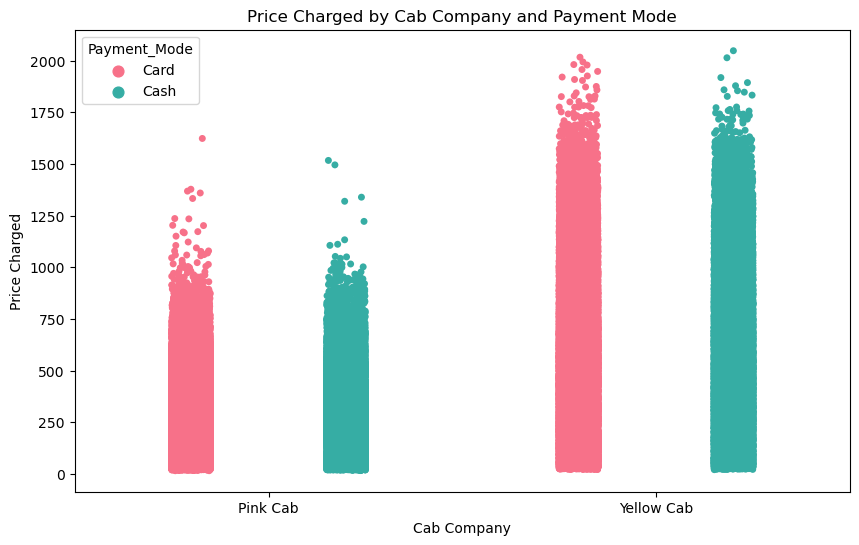 Price Charged by Cab Company and Payment Mode
Payment_Mode
Card
Cash
2000
1750
1500
1250
1000
750
500
250
0
Price Charged
Pink Cab
Yellow Cab
Cab Company